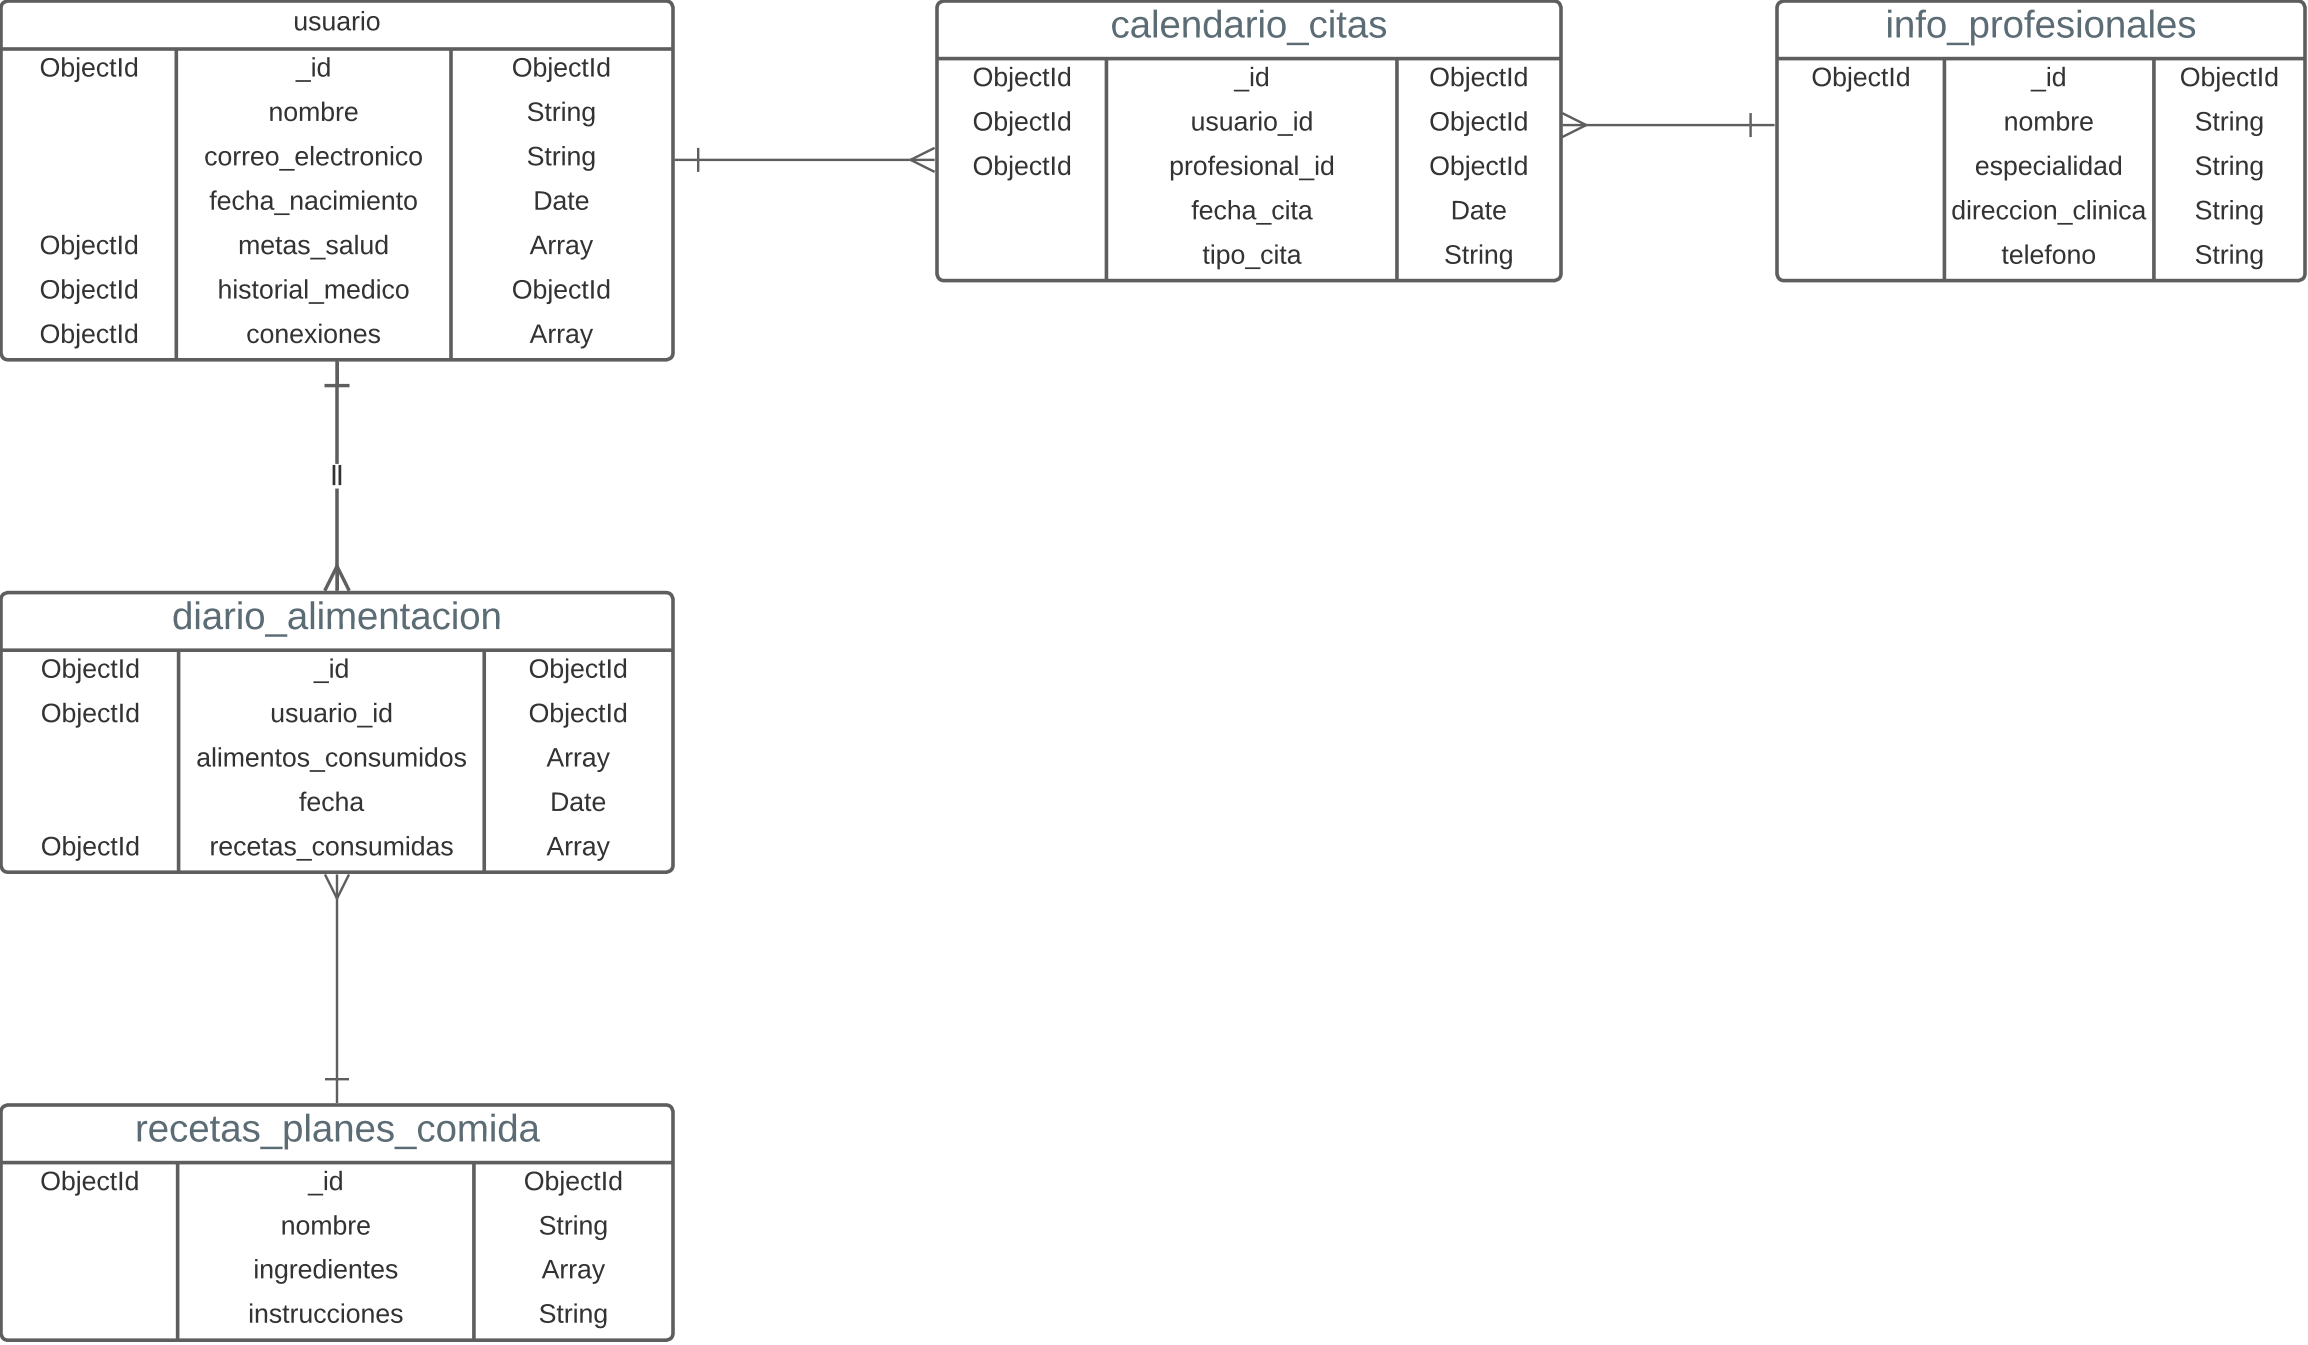 usuario
ObjectId _id ObjectId
nombre String
correo_electronico String
fecha_nacimiento Date
ObjectId metas_salud Array
ObjectId historial_medico ObjectId
ObjectId conexiones Array
calendario_citas
ObjectId _id ObjectId
ObjectId usuario_id ObjectId
ObjectId profesional_id ObjectId
fecha_cita Date
tipo_cita String
info_profesionales
ObjectId _id ObjectId
nombre String
especialidad String
direccion_clinica String
telefono String
||
diario_alimentacion
ObjectId _id ObjectId
ObjectId usuario_id ObjectId
alimentos_consumidos Array
fecha Date
ObjectId recetas_consumidas Array
recetas_planes_comida
ObjectId _id ObjectId
nombre String
ingredientes Array
instrucciones String